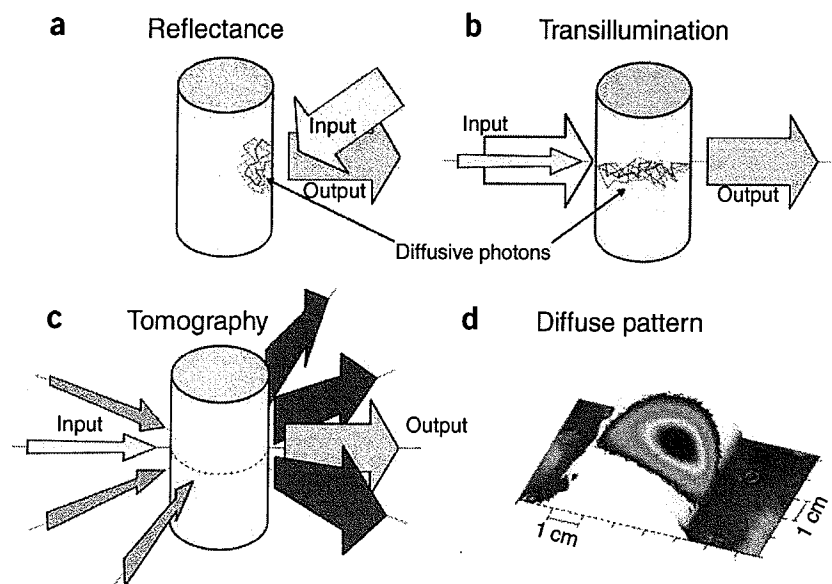 a Reflectance
Input
Output
b Transillumination
Input
Output
Diffusive photons
c Tomography
Input
Output
d Diffuse pattern
1 cm
1 cm